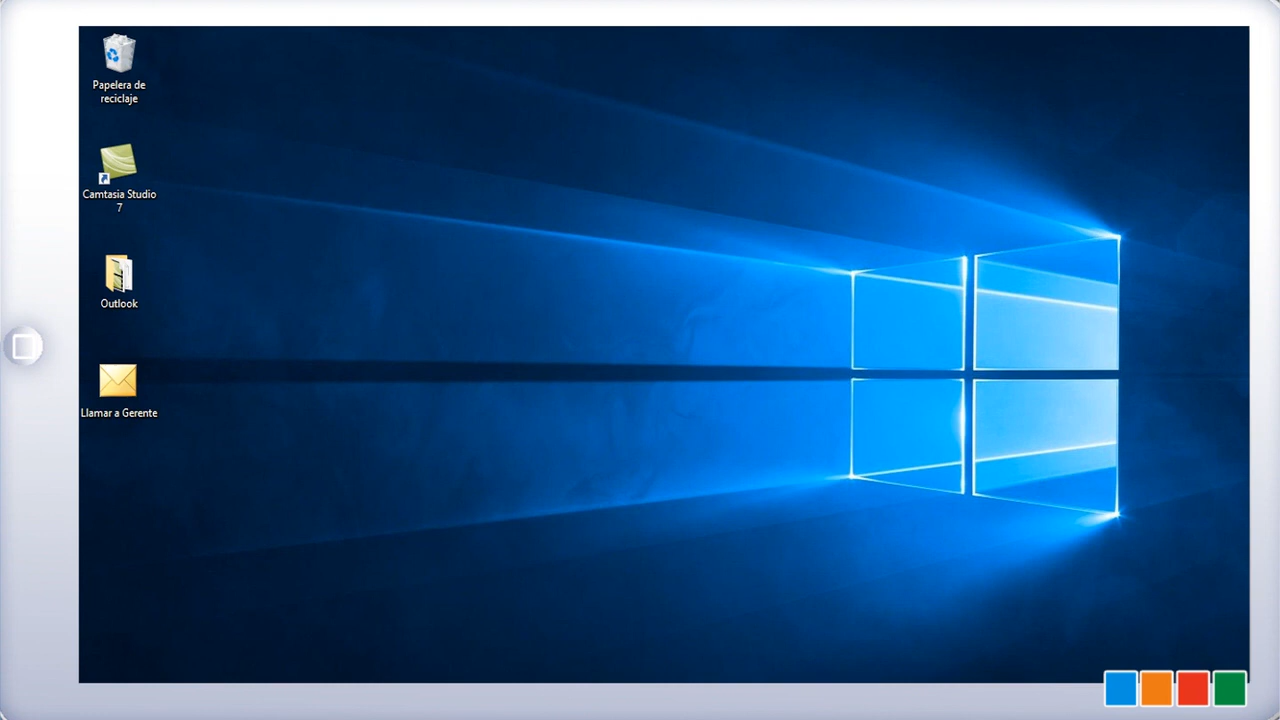 Papelera de
reciclaje
Camtasia Studio
7
Outlook
Llamar a Gerente